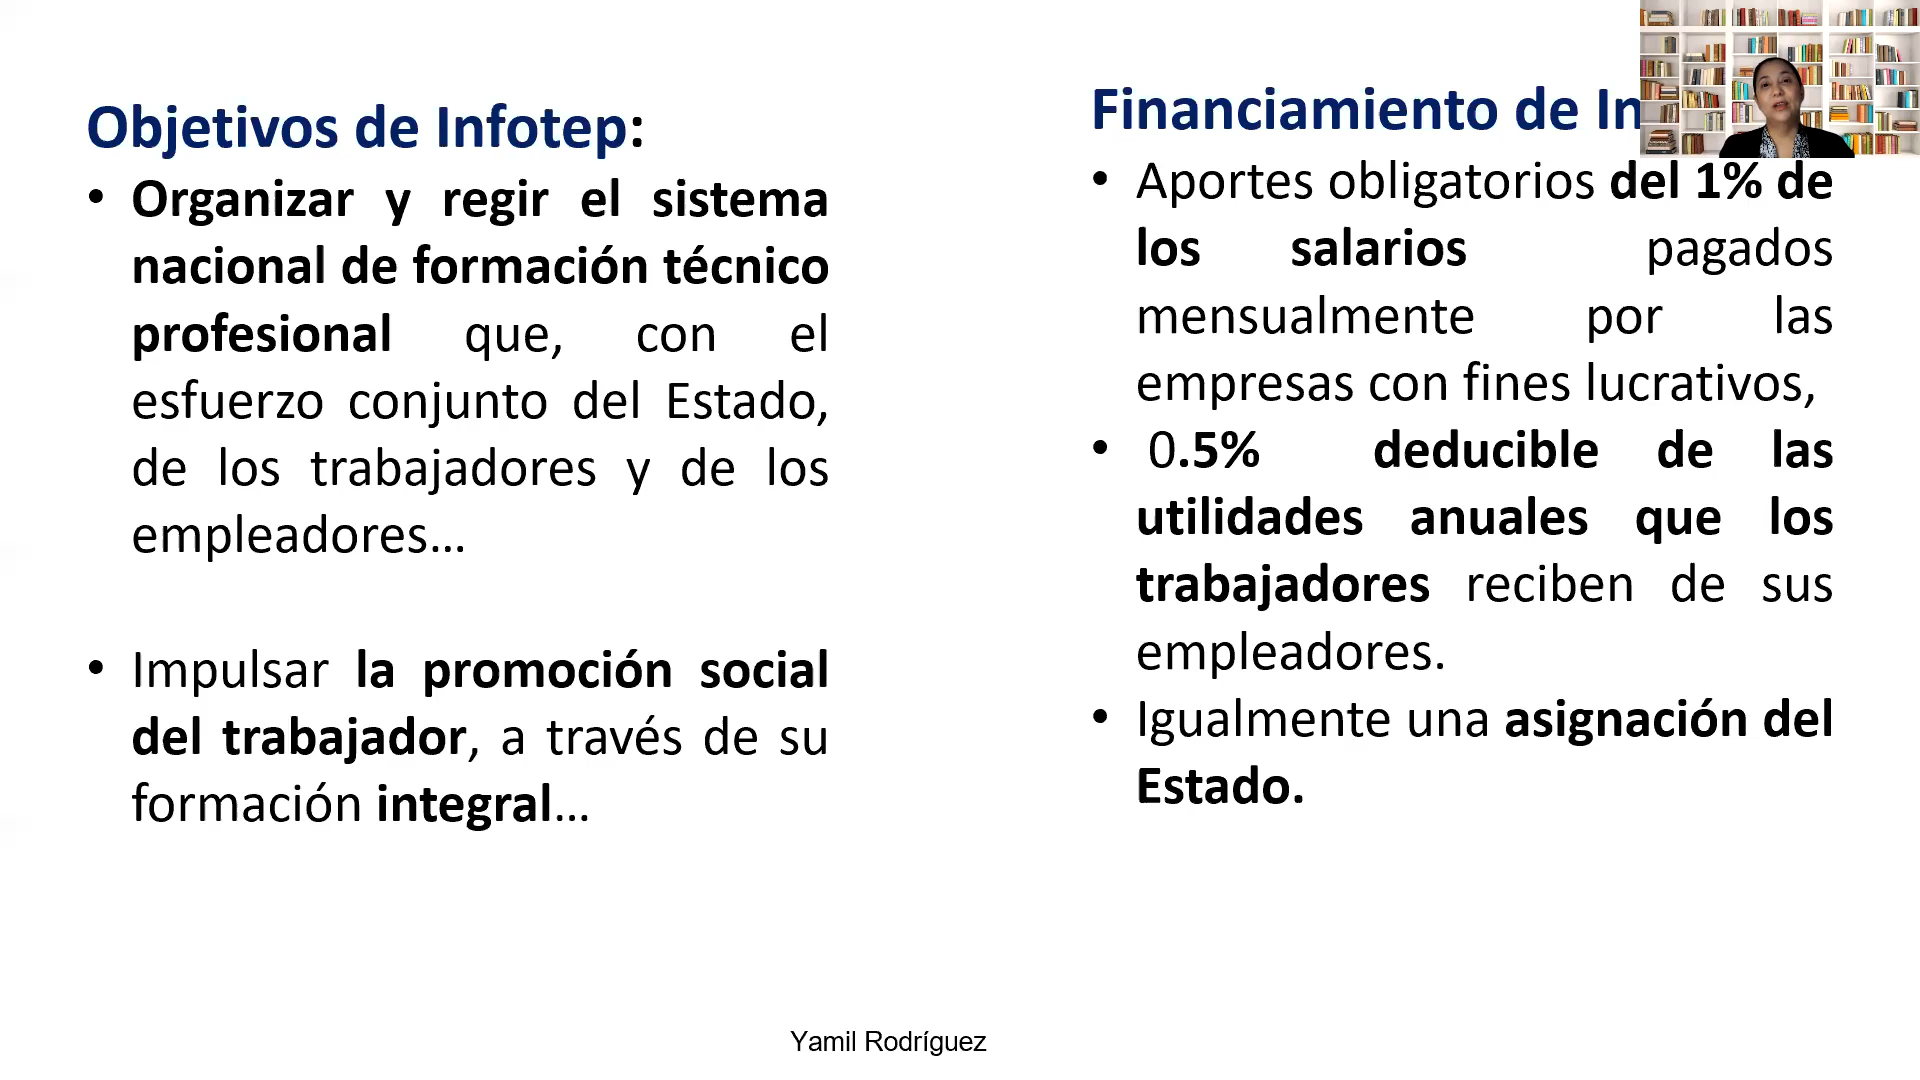 Objetivos de Infotep:
• Organizar y regir el sistema
nacional de formación técnico
profesional que, con el
esfuerzo conjunto del Estado,
de los trabajadores y de los
empleadores...
• Impulsar la promoción social
del trabajador, a través de su
formación integral...
Financiamiento de In
• Aportes obligatorios del 1% de
los salarios pagados
mensualmente por las
empresas con fines lucrativos,
• 0.5% deducible de las
utilidades anuales que los
trabajadores reciben de sus
empleadores.
• Igualmente una asignación del
Estado.
Yamil Rodríguez